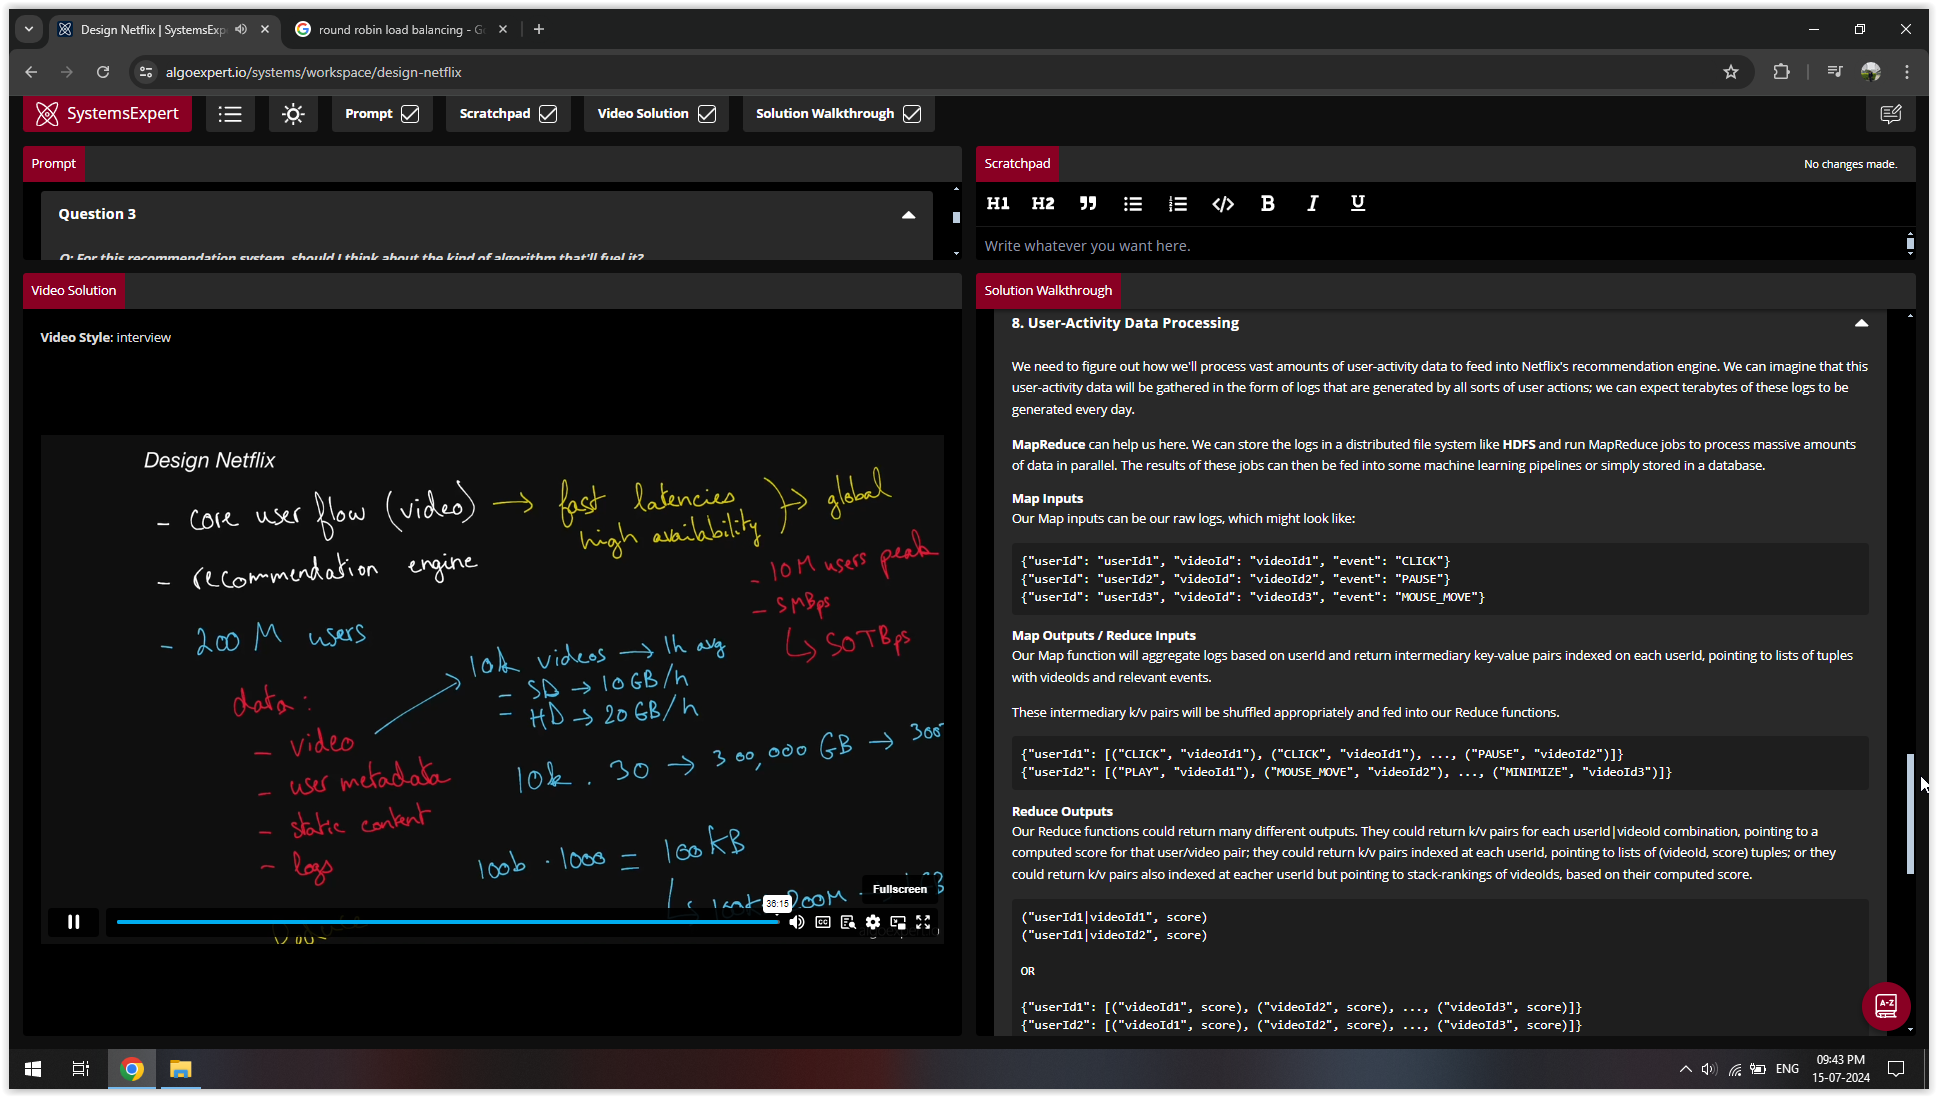 Design Netflix | SystemsExp
round robin load balancing - Go
algoexpert.io/systems/workspace/design-netflix
SystemsExpert
Prompt
Scratchpad
Video Solution
Solution Walkthrough
Prompt
Question 3
Q: For this recommendation system, should I think about the kind of algorithm that'll fuel it?
Scratchpad
No changes made.
H1 H2 B I U
Write whatever you want here.
Video Solution
Video Style: interview
Design Netflix
- core user flow (video) → fast latencies
high availability → global
- recommendation engine
- 10M users peak
- 5MBps
↳ 50TBps
- 200M users
10k videos → 1h avg
- SD → 10GB/h
- HD → 20GB/h
data:
- video
- user metadata
- static content
- logs
10k . 30 → 300,000 GB → 300
100b . 1000 = 100KB
36:15
Fullscreen
CC
Solution Walkthrough
8. User-Activity Data Processing
We need to figure out how we'll process vast amounts of user-activity data to feed into Netflix's recommendation engine. We can imagine that this
user-activity data will be gathered in the form of logs that are generated by all sorts of user actions; we can expect terabytes of these logs to be
generated every day.
MapReduce can help us here. We can store the logs in a distributed file system like HDFS and run MapReduce jobs to process massive amounts
of data in parallel. The results of these jobs can then be fed into some machine learning pipelines or simply stored in a database.
Map Inputs
Our Map inputs can be our raw logs, which might look like:
{"userId": "userId1", "videoId": "videoId1", "event": "CLICK"}
{"userId": "userId2", "videoId": "videoId2", "event": "PAUSE"}
{"userId": "userId3", "videoId": "videoId3", "event": "MOUSE_MOVE"}
Map Outputs / Reduce Inputs
Our Map function will aggregate logs based on userId and return intermediary key-value pairs indexed on each userId, pointing to lists of tuples
with videoIds and relevant events.
These intermediary k/v pairs will be shuffled appropriately and fed into our Reduce functions.
{"userId1": [("CLICK", "videoId1"), ("CLICK", "videoId1"), ..., ("PAUSE", "videoId2")]}
{"userId2": [("PLAY", "videoId1"), ("MOUSE_MOVE", "videoId2"), ..., ("MINIMIZE", "videoId3")]}
Reduce Outputs
Our Reduce functions could return many different outputs. They could return k/v pairs for each userId|videoId combination, pointing to a
computed score for that user/video pair; they could return k/v pairs indexed at each userId, pointing to lists of (videoId, score) tuples; or they
could return k/v pairs also indexed at eacher userId but pointing to stack-rankings of videoIds, based on their computed score.
("userId1|videoId1", score)
("userId1|videoId2", score)
OR
{"userId1": [("videoId1", score), ("videoId2", score), ..., ("videoId3", score)]}
{"userId2": [("videoId1", score), ("videoId2", score), ..., ("videoId3", score)]}
A-Z
ENG
09:43 PM
15-07-2024